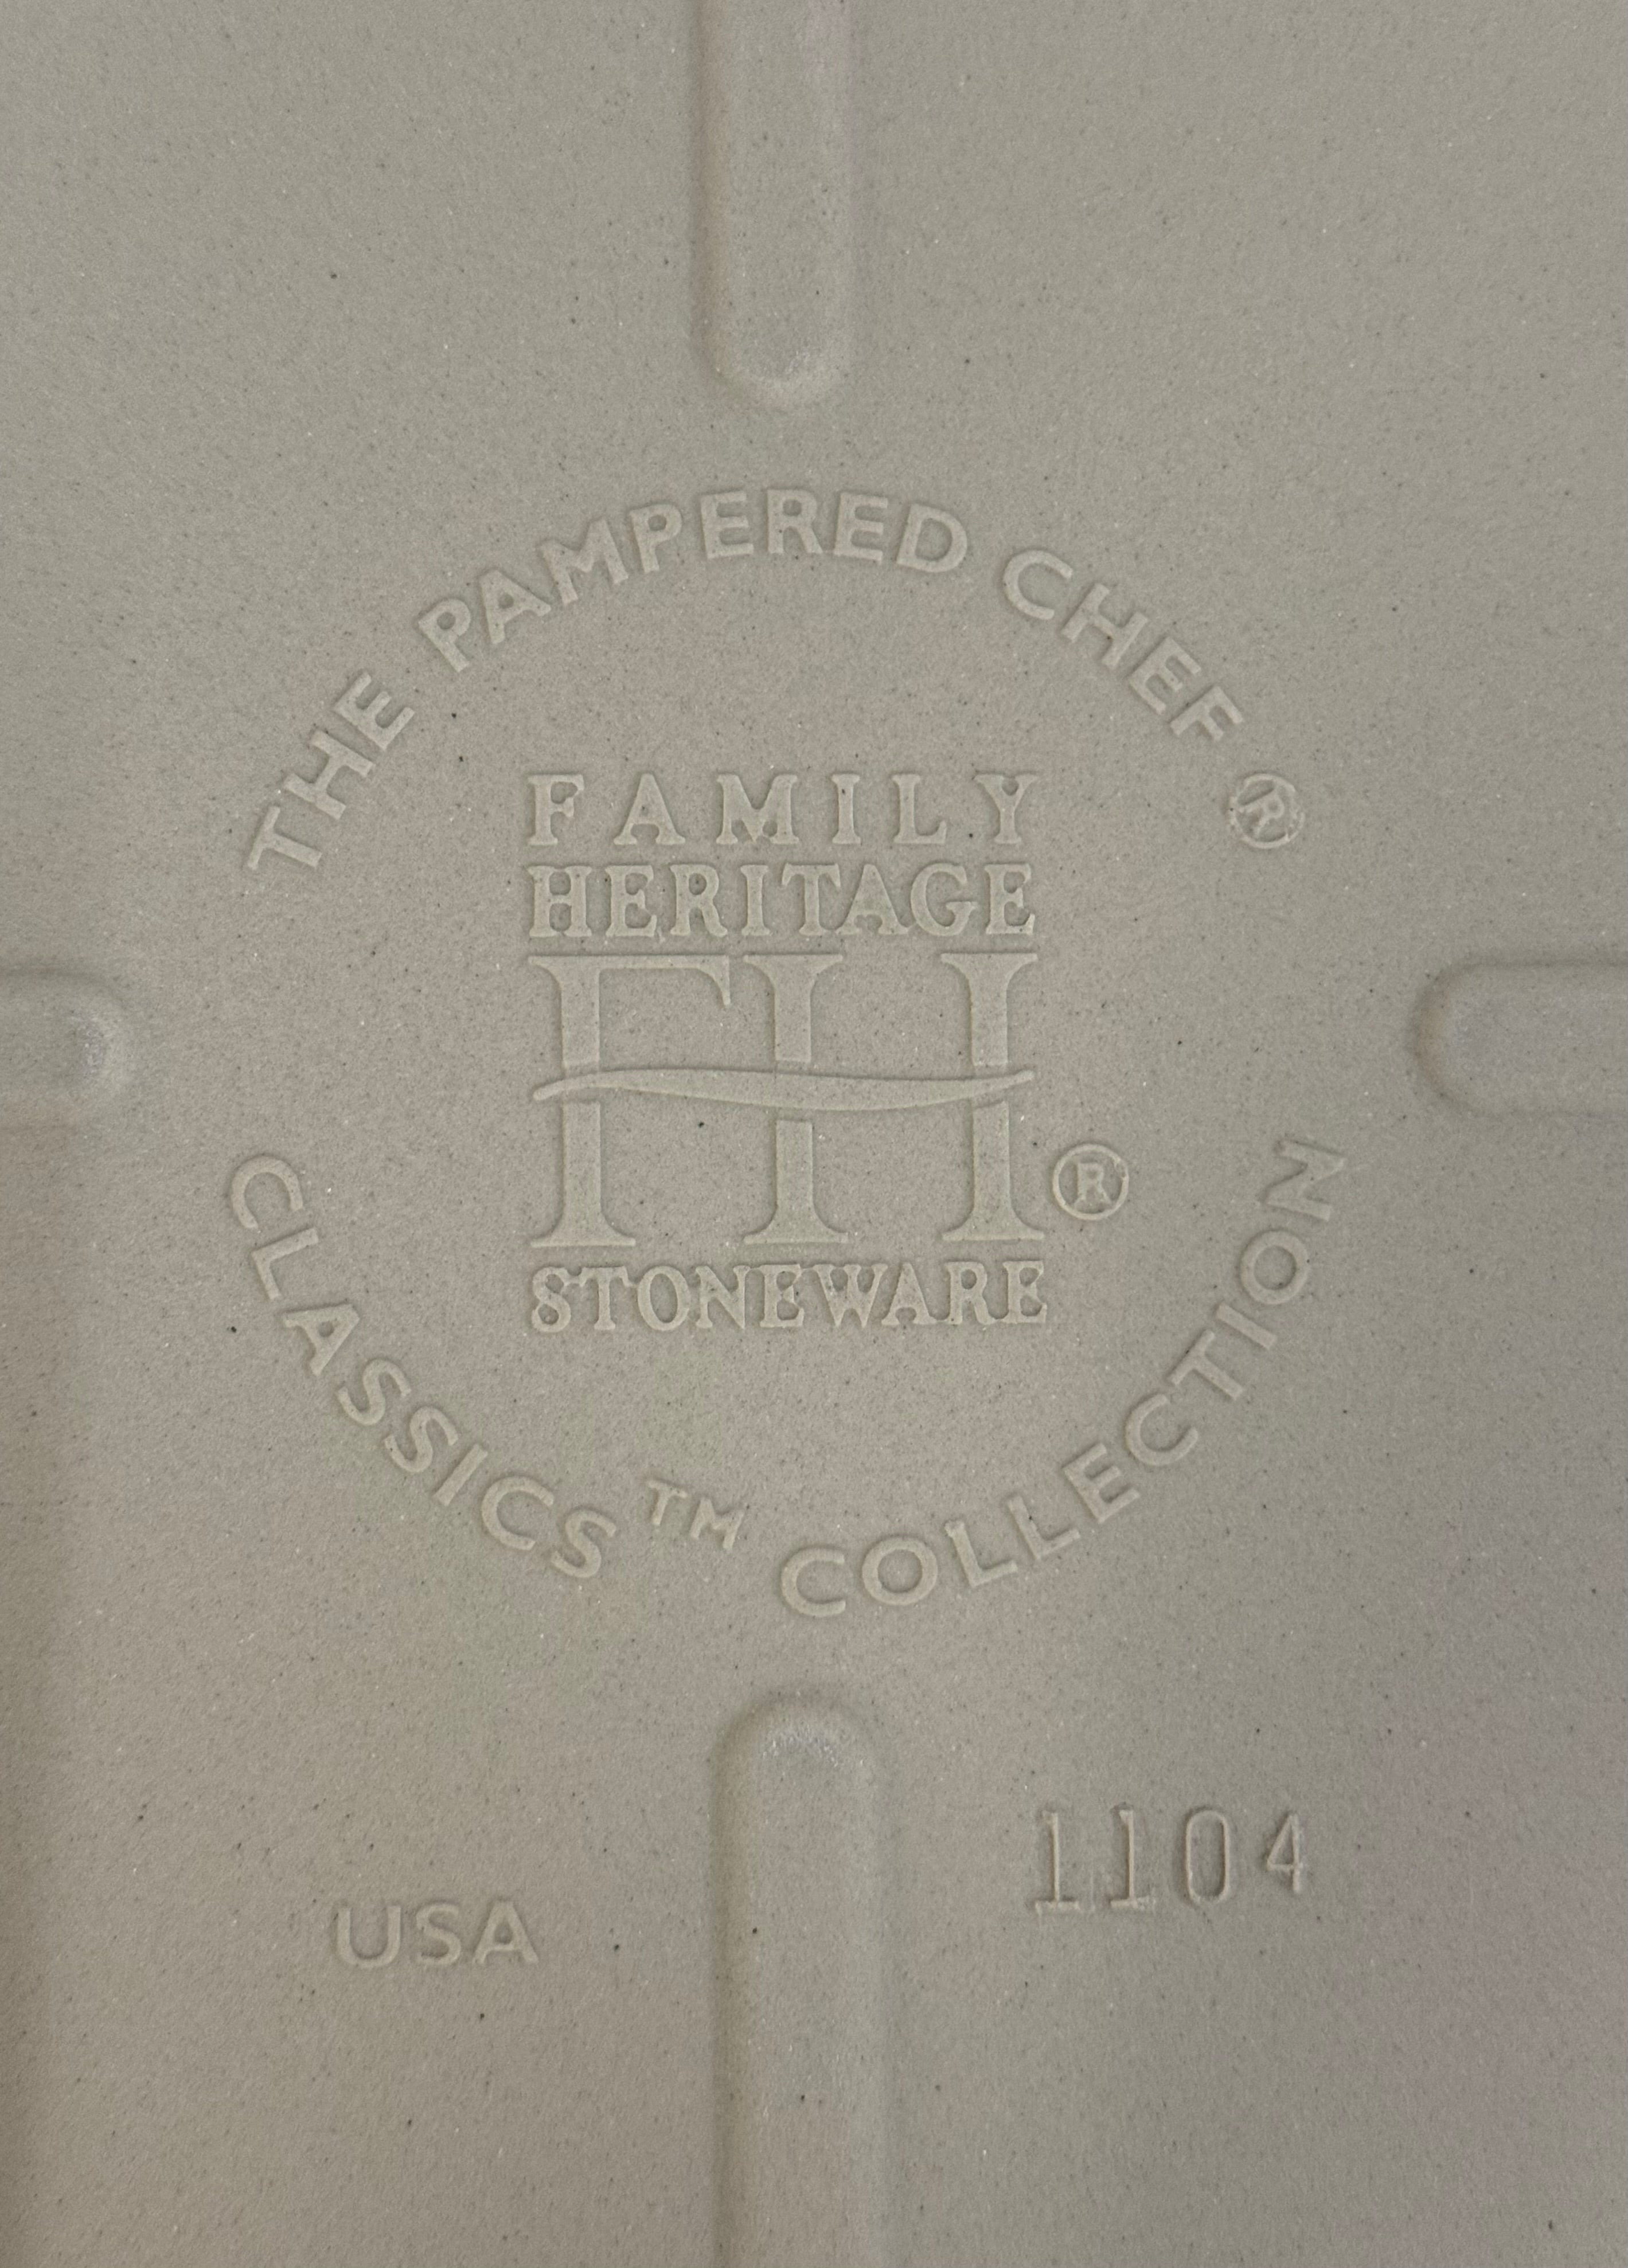 THE PAMPERED CHEF ®
FAMILY
HERITAGE
FH ®
STONEWARE
CLASSICS™ COLLECTION
1104
USA